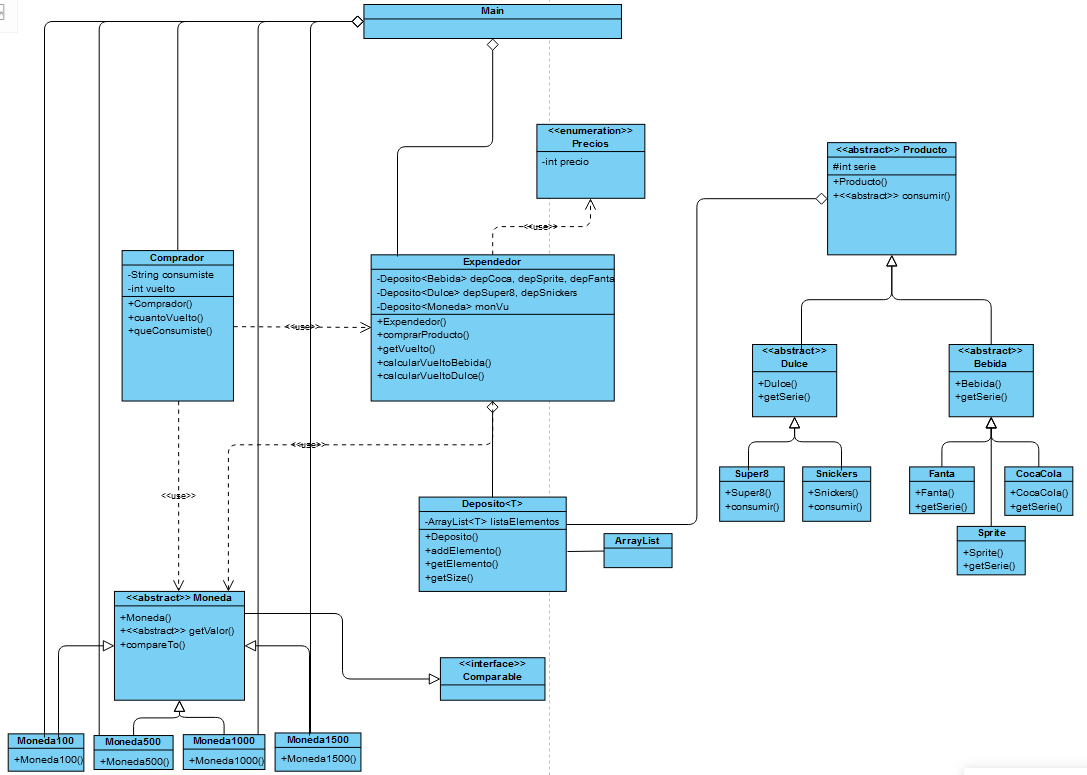 Main
<<enumeration>>
Precios
-int precio
<<abstract>> Producto
#int serie
+Producto()
+<<abstract>> consumir()
<<use>>
Comprador
-String consumiste
-int vuelto
+Comprador()
+cuantoVuelto()
+queConsumiste()
<<use>>
Expendedor
-Deposito<Bebida> depCoca, depSprite, depFanta
-Deposito<Dulce> depSuper8, depSnickers
-Deposito<Moneda> monVu
+Expendedor()
+comprarProducto()
+getVuelto()
+calcularVueltoBebida()
+calcularVueltoDulce()
<<abstract>>
Dulce
+Dulce()
+getSerie()
<<abstract>>
Bebida
+Bebida()
+getSerie()
<<use>>
<<use>>
Super8
+Super8()
+consumir()
Snickers
+Snickers()
+consumir()
Fanta
+Fanta()
+getSerie()
CocaCola
+CocaCola()
+getSerie()
Sprite
+Sprite()
+getSerie()
Deposito<T>
-ArrayList<T> listaElementos
+Deposito()
+addElemento()
+getElemento()
+getSize()
ArrayList
<<abstract>> Moneda
+Moneda()
+<<abstract>> getValor()
+compareTo()
<<interface>>
Comparable
Moneda100
+Moneda100()
Moneda500
+Moneda500()
Moneda1000
+Moneda1000()
Moneda1500
+Moneda1500()